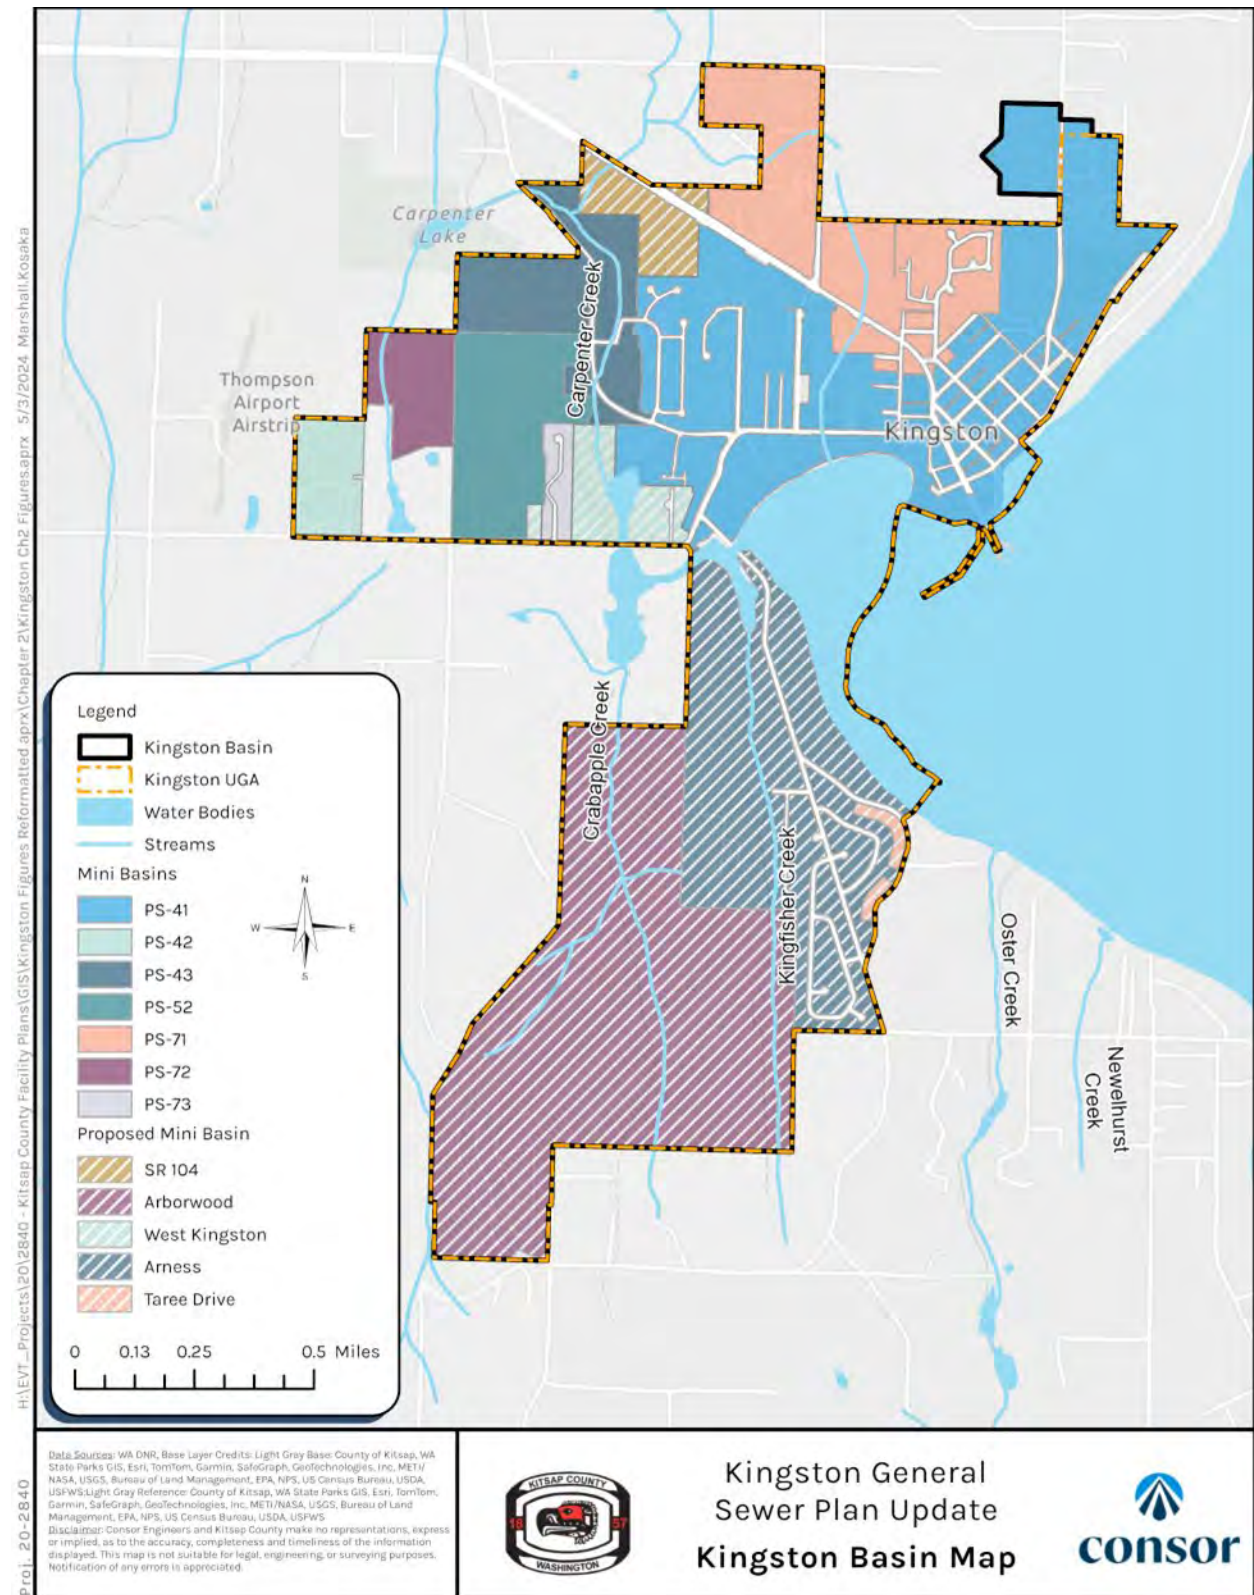 Carpenter
Lake
Carpenter Creek
Thompson
Airport
Airstrip
Kingston
Crabapple Creek
Kingfisher Creek
Oster Creek
Newelhurst
Creek
Legend
Kingston Basin
Kingston UGA
Water Bodies
Streams
Mini Basins
PS-41
PS-42
PS-43
PS-52
PS-71
PS-72
PS-73
Proposed Mini Basin
SR 104
Arborwood
West Kingston
Arness
Taree Drive
N
W
E
S
0 0.13 0.25 0.5 Miles
H:\EVT_Projects\20\2840 - Kitsap County Facility Plans\GIS\Kingston Figures Reformatted aprx\Chapter 2\Kingston Ch2 Figures.aprx 5/3/2024 Marshall.Kosaka
Proj. 20-2840
Data Sources: WA DNR, Base Layer Credits: Light Gray Base: County of Kitsap, WA
State Parks GIS, Esri, TomTom, Garmin, SafeGraph, GeoTechnologies, Inc, METI/
NASA, USGS, Bureau of Land Management, EPA, NPS, US Census Bureau, USDA,
USFWS;Light Gray Reference: County of Kitsap, WA State Parks GIS, Esri, TomTom,
Garmin, SafeGraph, GeoTechnologies, Inc, METI/NASA, USGS, Bureau of Land
Management, EPA, NPS, US Census Bureau, USDA, USFWS
Disclaimer: Consor Engineers and Kitsap County make no representations, express
or implied, as to the accuracy, completeness and timeliness of the information
displayed. This map is not suitable for legal, engineering, or surveying purposes.
Notification of any errors is appreciated.
KITSAP COUNTY
18 57
WASHINGTON
Kingston General
Sewer Plan Update
Kingston Basin Map
consor